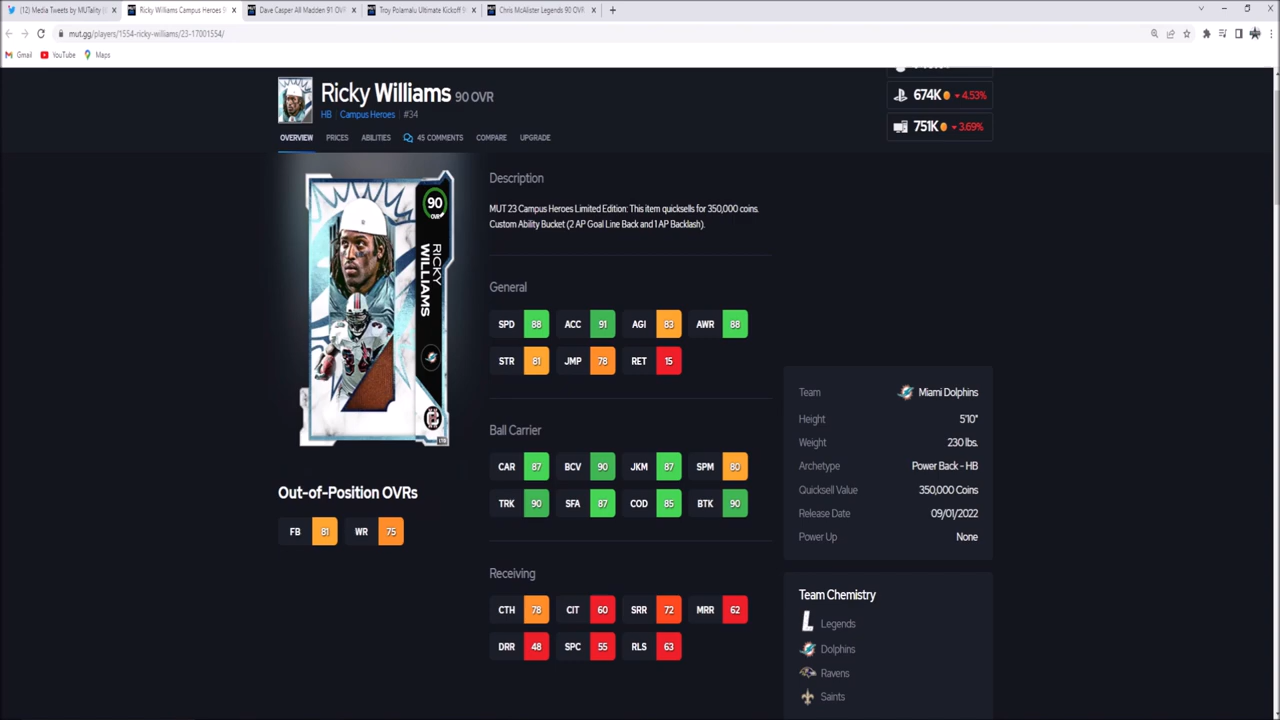 (12) Media Tweets by MUTality (
Ricky Williams Campus Heroes 9
Dave Casper All Madden 91 OVR
Troy Polamalu Ultimate Kickoff 9
Chris McAlister Legends 90 OVR
mut.gg/players/1554-ricky-williams/23-17001554/
Gmail
YouTube
Maps
Ricky Williams 90 OVR
HB Campus Heroes #34
674K 4.53%
751K 3.69%
OVERVIEW PRICES ABILITIES 45 COMMENTS COMPARE UPGRADE
90
OVR
RICKY
WILLIAMS
LTD
Out-of-Position OVRs
FB 81 WR 75
Description
MUT 23 Campus Heroes Limited Edition: This item quicksells for 350,000 coins.
Custom Ability Bucket (2 AP Goal Line Back and 1 AP Backlash).
General
SPD 88 ACC 91 AGI 83 AWR 88
STR 81 JMP 78 RET 15
Ball Carrier
CAR 87 BCV 90 JKM 87 SPM 80
TRK 90 SFA 87 COD 85 BTK 90
Receiving
CTH 78 CIT 60 SRR 72 MRR 62
DRR 48 SPC 55 RLS 63
Team Miami Dolphins
Height 5'10"
Weight 230 lbs.
Archetype Power Back - HB
Quicksell Value 350,000 Coins
Release Date 09/01/2022
Power Up None
Team Chemistry
Legends
Dolphins
Ravens
Saints